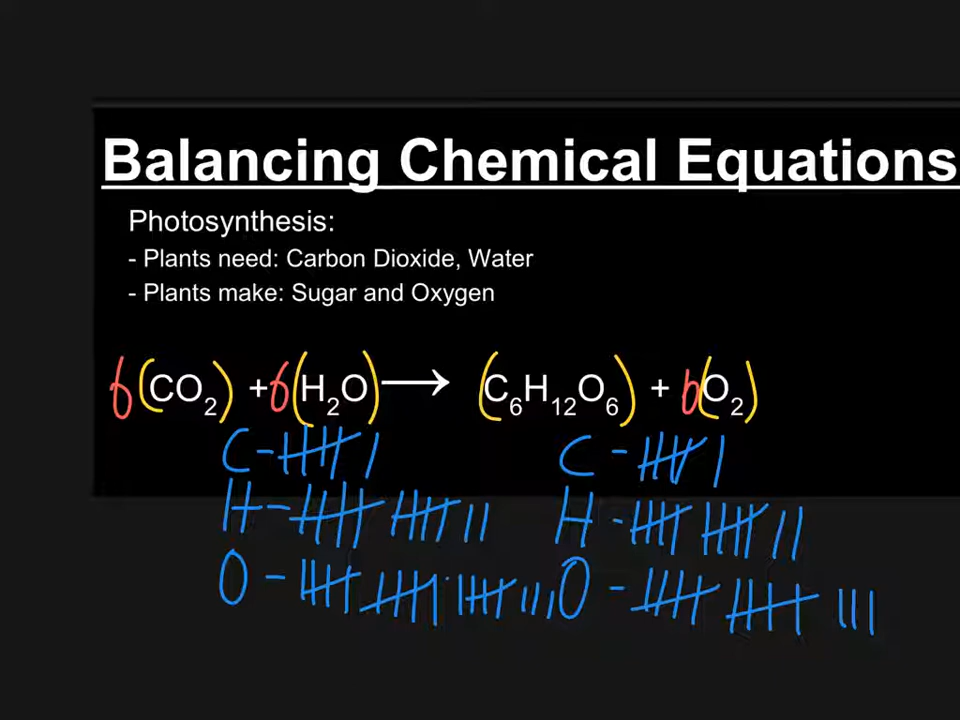 Balancing Chemical Equations
Photosynthesis:
- Plants need: Carbon Dioxide, Water
- Plants make: Sugar and Oxygen
6(CO₂) + 6(H₂O) → (C₆H₁₂O₆) + 6(O₂)
C - 𝍸 | C - 𝍸 |
H - 𝍸 𝍸 || H - 𝍸 𝍸 ||
O - 𝍸 𝍸 𝍸 ||| O - 𝍸 𝍸 |||